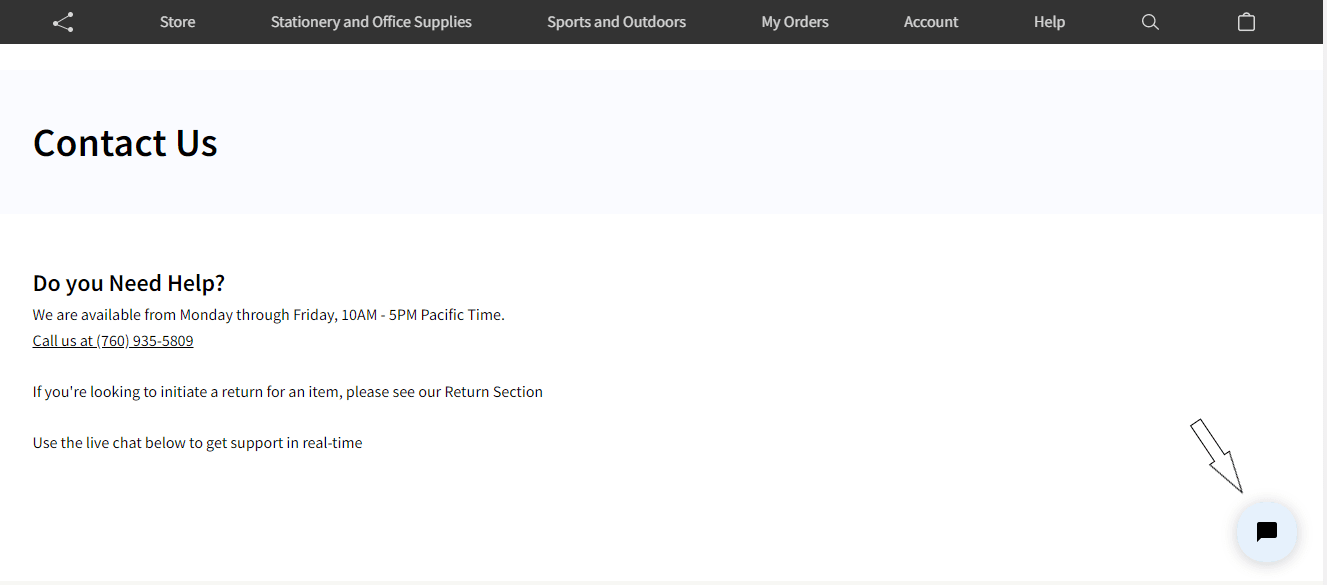 Store Stationery and Office Supplies Sports and Outdoors My Orders Account Help
Contact Us
Do you Need Help?
We are available from Monday through Friday, 10AM - 5PM Pacific Time.
Call us at (760) 935-5809
If you're looking to initiate a return for an item, please see our Return Section
Use the live chat below to get support in real-time